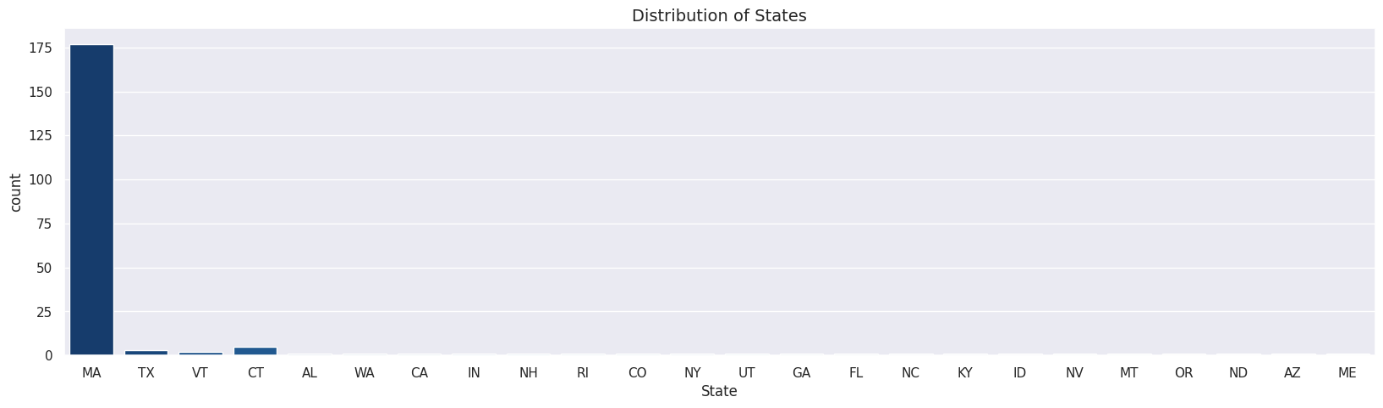 Distribution of States
175
150
125
100
75
50
25
0
count
MA TX VT CT AL WA CA IN NH RI CO NY UT GA FL NC KY ID NV MT OR ND AZ ME
State